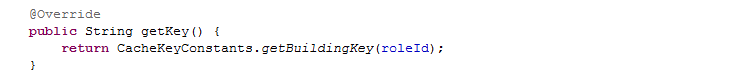 @Override
public String getKey() {
    return CacheKeyConstants.getBuildingKey(roleId);
}